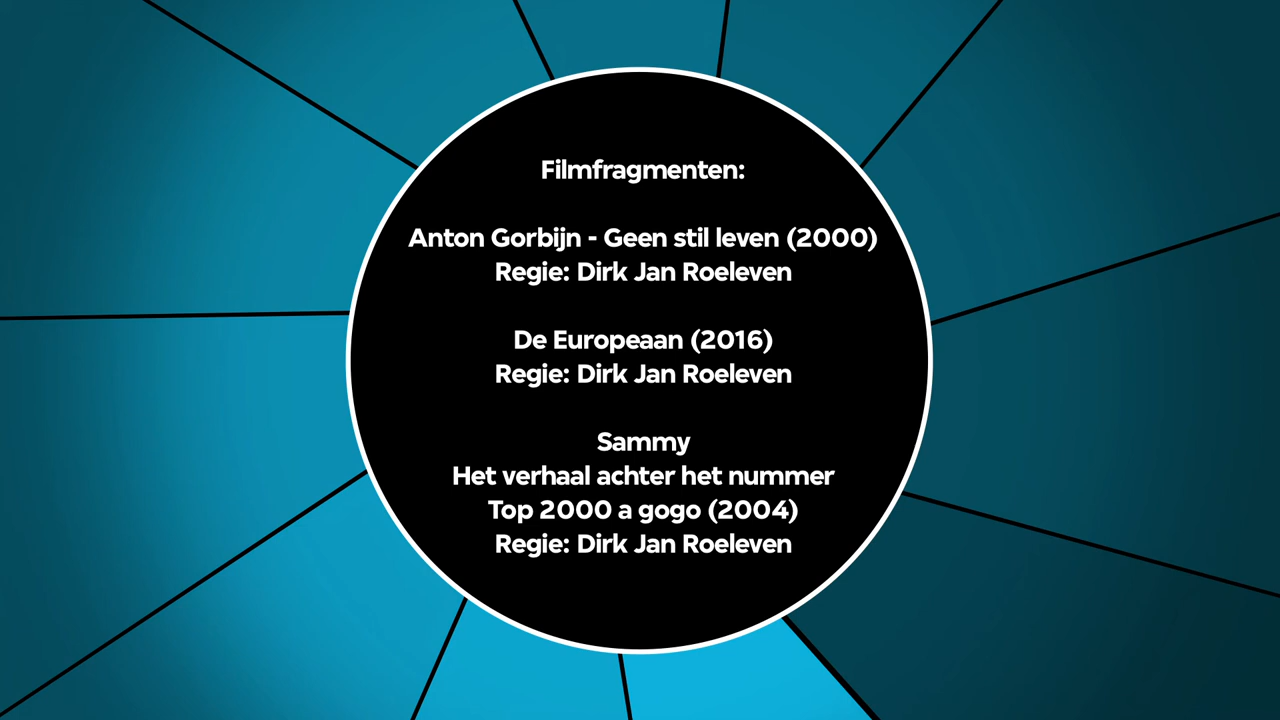 Filmfragmenten:
Anton Gorbijn - Geen stil leven (2000)
Regie: Dirk Jan Roeleven
De Europeaan (2016)
Regie: Dirk Jan Roeleven
Sammy
Het verhaal achter het nummer
Top 2000 a gogo (2004)
Regie: Dirk Jan Roeleven